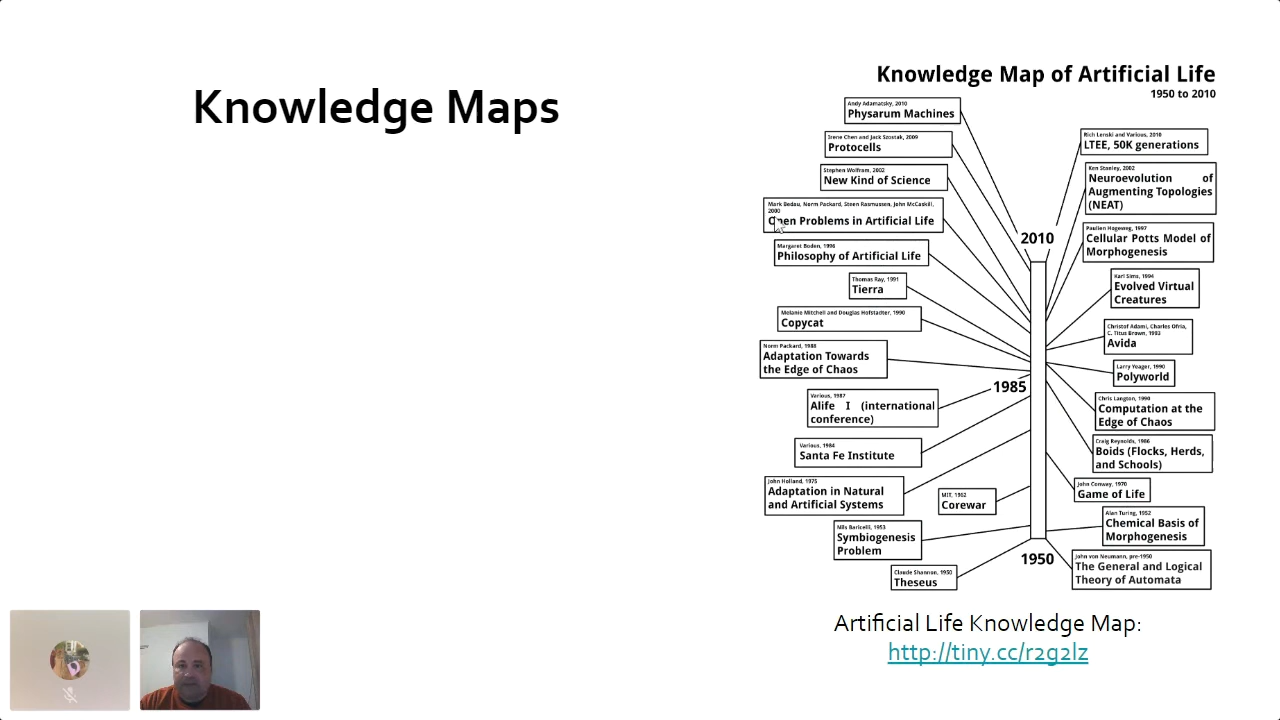 Knowledge Maps
Knowledge Map of Artificial Life
1950 to 2010
Andy Adamatsky, 2010
Physarum Machines
Irene Chen and Jack Szostak, 2009
Protocells
Stephen Wolfram, 2002
New Kind of Science
Mark Bedau, Norm Packard, Steen Rasmussen, John McCaskill,
2000
Open Problems in Artificial Life
Margaret Boden, 1996
Philosophy of Artificial Life
Thomas Ray, 1991
Tierra
Melanie Mitchell and Douglas Hofstadter, 1990
Copycat
Norm Packard, 1988
Adaptation Towards
the Edge of Chaos
Various, 1987
Alife I (international
conference)
Various, 1984
Santa Fe Institute
John Holland, 1975
Adaptation in Natural
and Artificial Systems
MIT, 1962
Corewar
Nils Baricelli, 1953
Symbiogenesis
Problem
Claude Shannon, 1950
Theseus
2010
1985
1950
Rich Lenski and Various, 2010
LTEE, 50K generations
Ken Stanley, 2002
Neuroevolution of
Augmenting Topologies
(NEAT)
Paulien Hogeweg, 1997
Cellular Potts Model of
Morphogenesis
Karl Sims, 1994
Evolved Virtual
Creatures
Christof Adami, Charles Ofria,
C. Titus Brown, 1993
Avida
Larry Yeager, 1990
Polyworld
Chris Langton, 1990
Computation at the
Edge of Chaos
Craig Reynolds, 1986
Boids (Flocks, Herds,
and Schools)
John Conway, 1970
Game of Life
Alan Turing, 1952
Chemical Basis of
Morphogenesis
John von Neumann, pre-1950
The General and Logical
Theory of Automata
Artificial Life Knowledge Map:
http://tiny.cc/r2g2lz